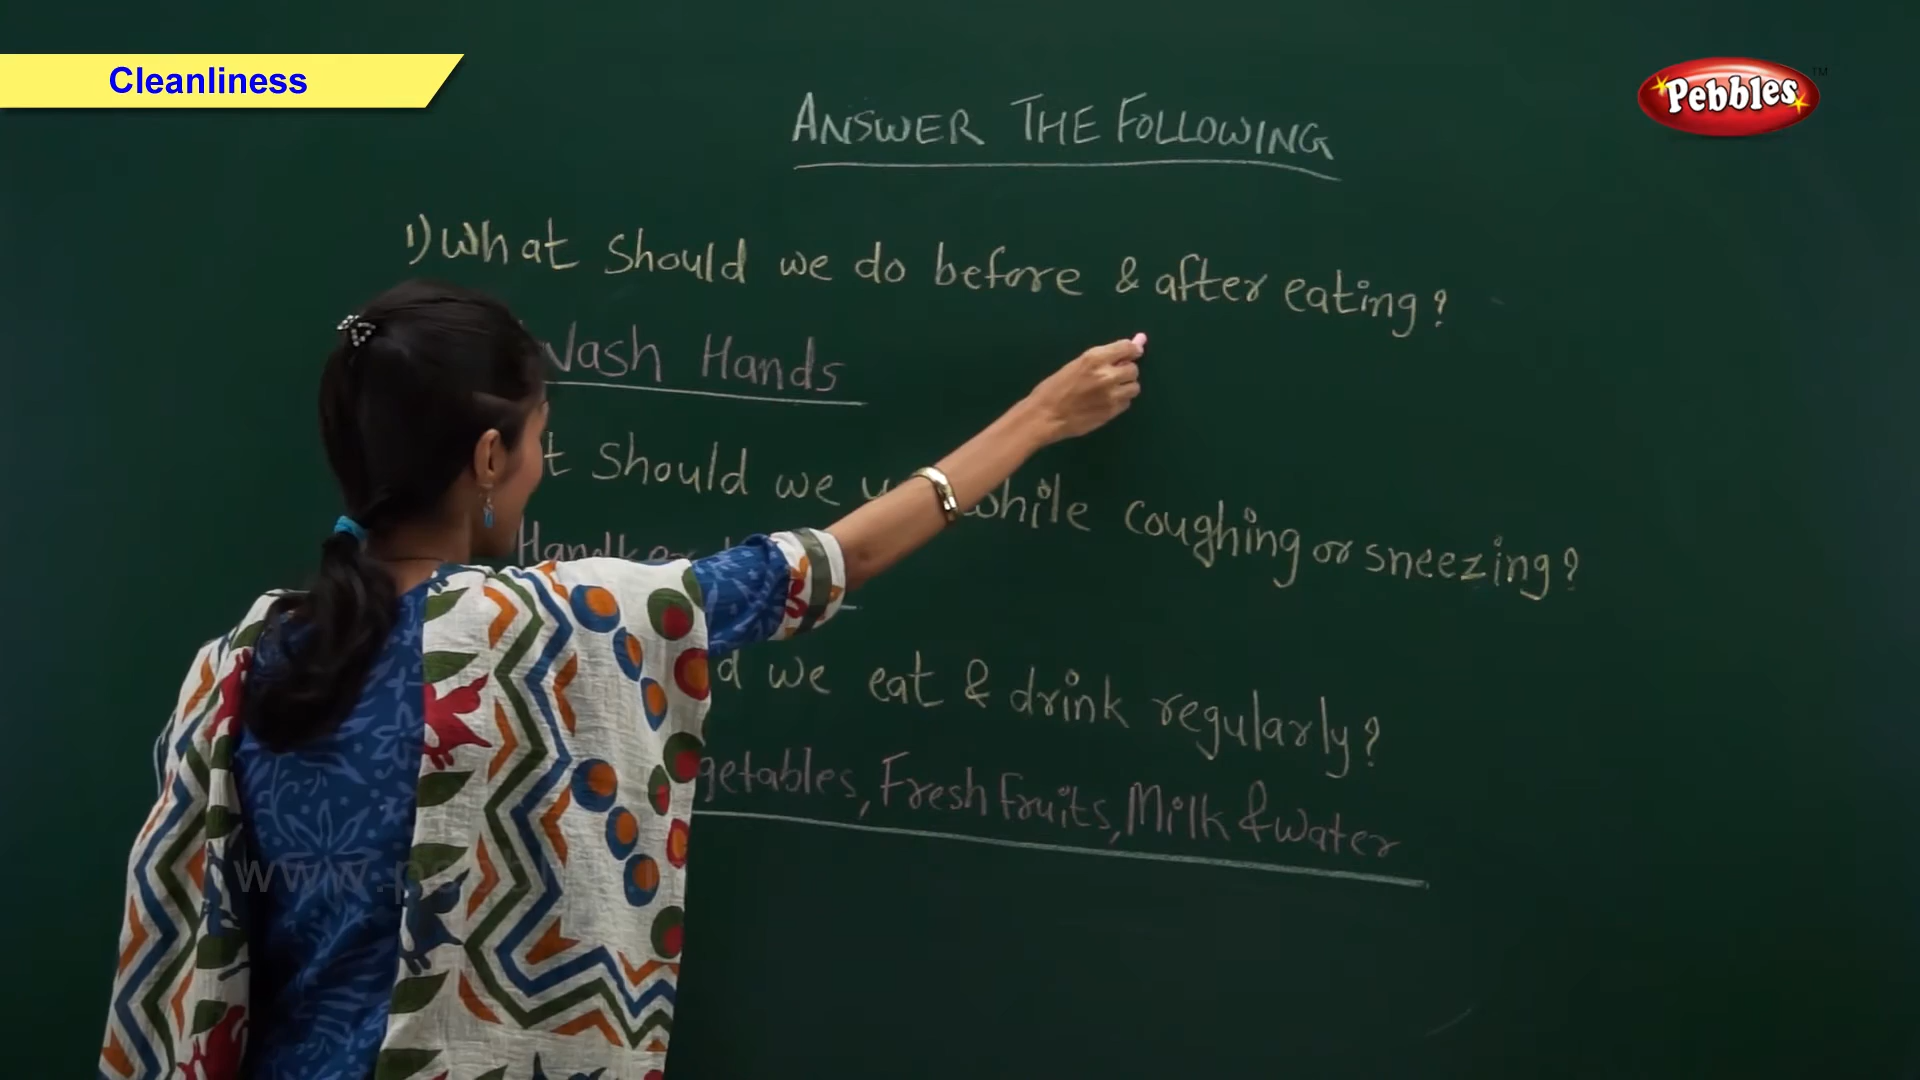 Cleanliness
Pebbles
TM
ANSWER THE FOLLOWING
1) What should we do before & after eating?
Wash Hands
should we while coughing or sneezing?
we eat & drink regularly?
Fresh fruits, Milk & water